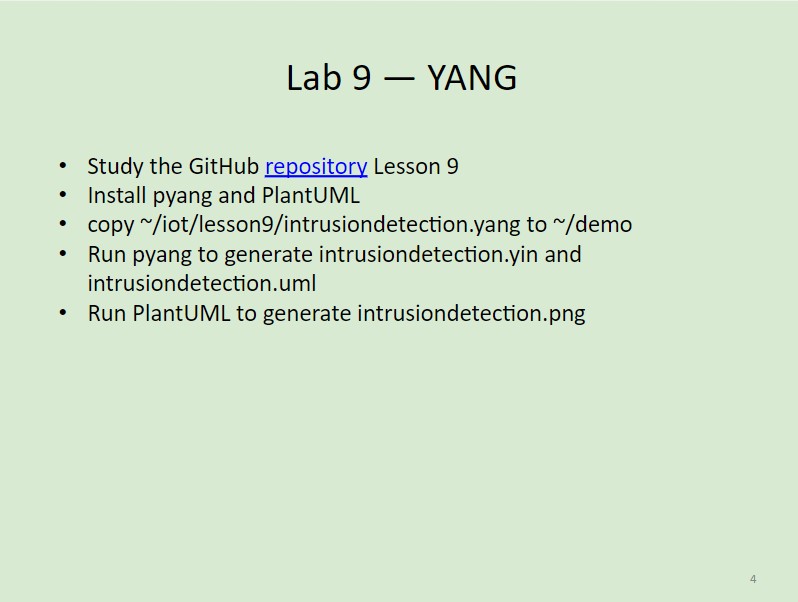 Lab 9 — YANG
• Study the GitHub repository Lesson 9
• Install pyang and PlantUML
• copy ~/iot/lesson9/intrusiondetection.yang to ~/demo
• Run pyang to generate intrusiondetection.yin and
intrusiondetection.uml
• Run PlantUML to generate intrusiondetection.png
4